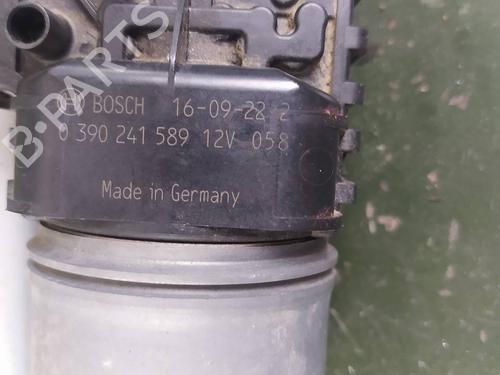 B-PARTS
BOSCH 16-09-22 2
0 390 241 589 12V 058
Made in Germany